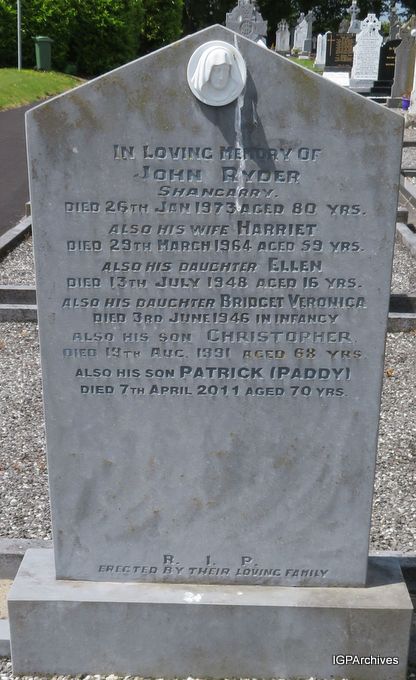 IN LOVING MEMORY OF
JOHN RYDER
SHANGARRY.
DIED 26TH JAN 1973 AGED 80 YRS.
ALSO HIS WIFE HARRIET
DIED 29TH MARCH 1964 AGED 59 YRS.
ALSO HIS DAUGHTER ELLEN
DIED 13TH JULY 1948 AGED 16 YRS.
ALSO HIS DAUGHTER BRIDGET VERONICA
DIED 3RD JUNE 1946 IN INFANCY
ALSO HIS SON CHRISTOPHER
DIED 19TH AUG. 1991 AGED 68 YRS.
ALSO HIS SON PATRICK (PADDY)
DIED 7TH APRIL 2011 AGED 70 YRS.
R. I. P.
ERECTED BY THEIR LOVING FAMILY
IGPArchives